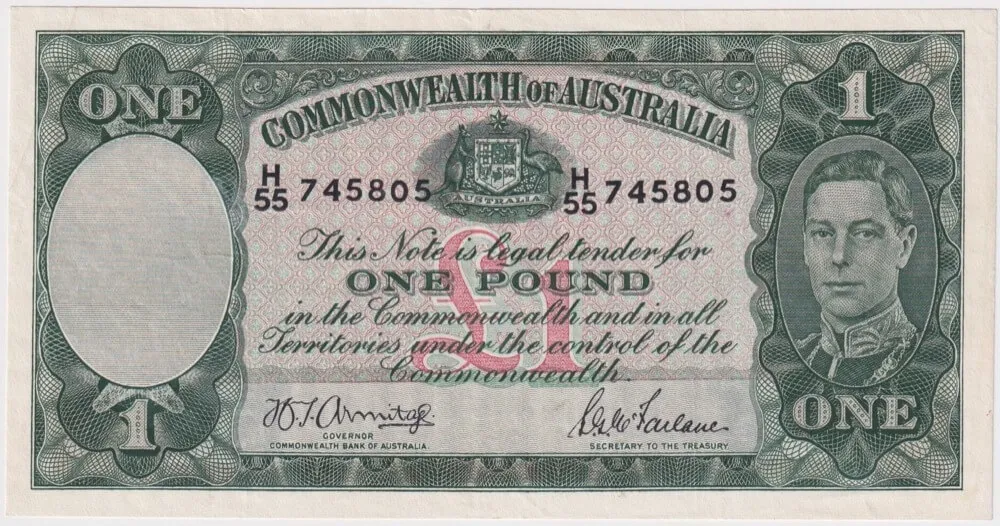 ONE
1
COMMONWEALTH OF AUSTRALIA
AUSTRALIA
H/55 745805 H/55 745805
This Note is legal tender for
ONE POUND
£1
in the Commonwealth and in all
Territories under the control of the
Commonwealth.
H.T. Armitage. S.G. McFarlane
GOVERNOR
COMMONWEALTH BANK OF AUSTRALIA.
SECRETARY TO THE TREASURY
1
ONE